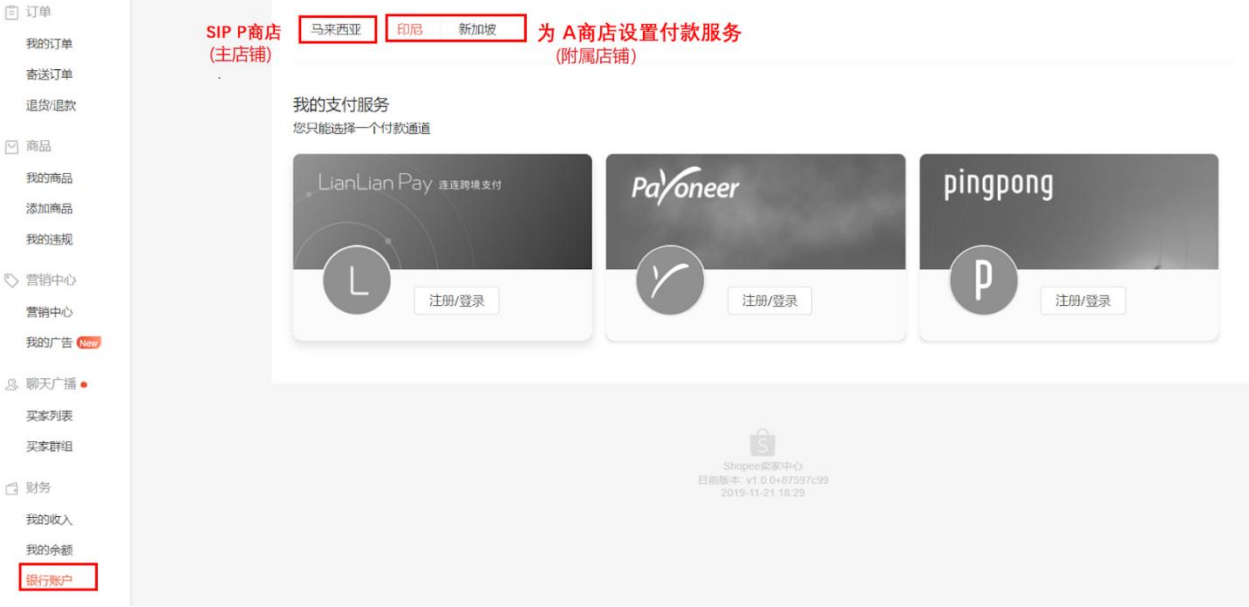 订单
我的订单
寄送订单
退货/退款
商品
我的商品
添加商品
我的违规
营销中心
营销中心
我的广告 New
聊天广播
买家列表
买家群组
财务
我的收入
我的余额
银行账户
SIP P商店
(主店铺)
马来西亚 印尼 新加坡
为 A商店设置付款服务
(附属店铺)
我的支付服务
您只能选择一个付款通道
LianLian Pay 连连跨境支付
L
注册/登录
Payoneer
注册/登录
pingpong
P
注册/登录
Shopee卖家中心
目前版本: v1.0.0+87597c99
2019-11-21 18:29